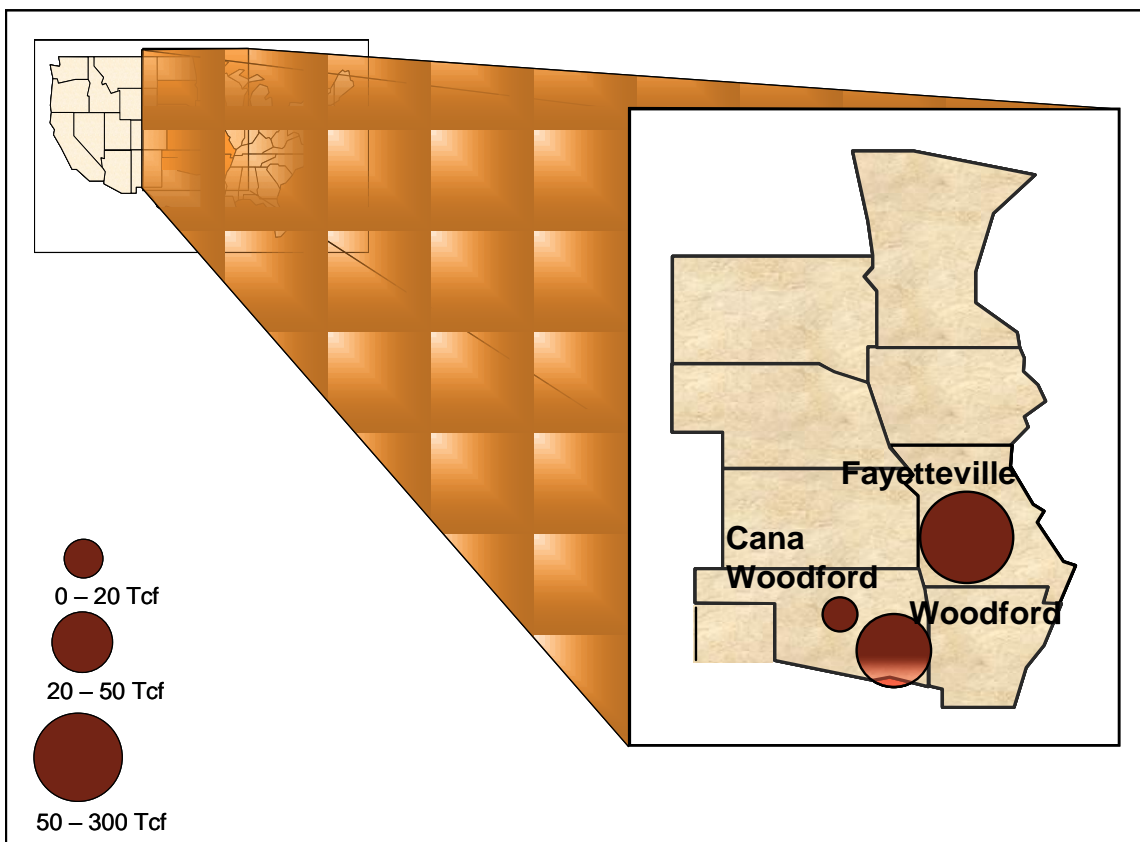 Fayetteville
Cana
Woodford
Woodford
0 – 20 Tcf
20 – 50 Tcf
50 – 300 Tcf